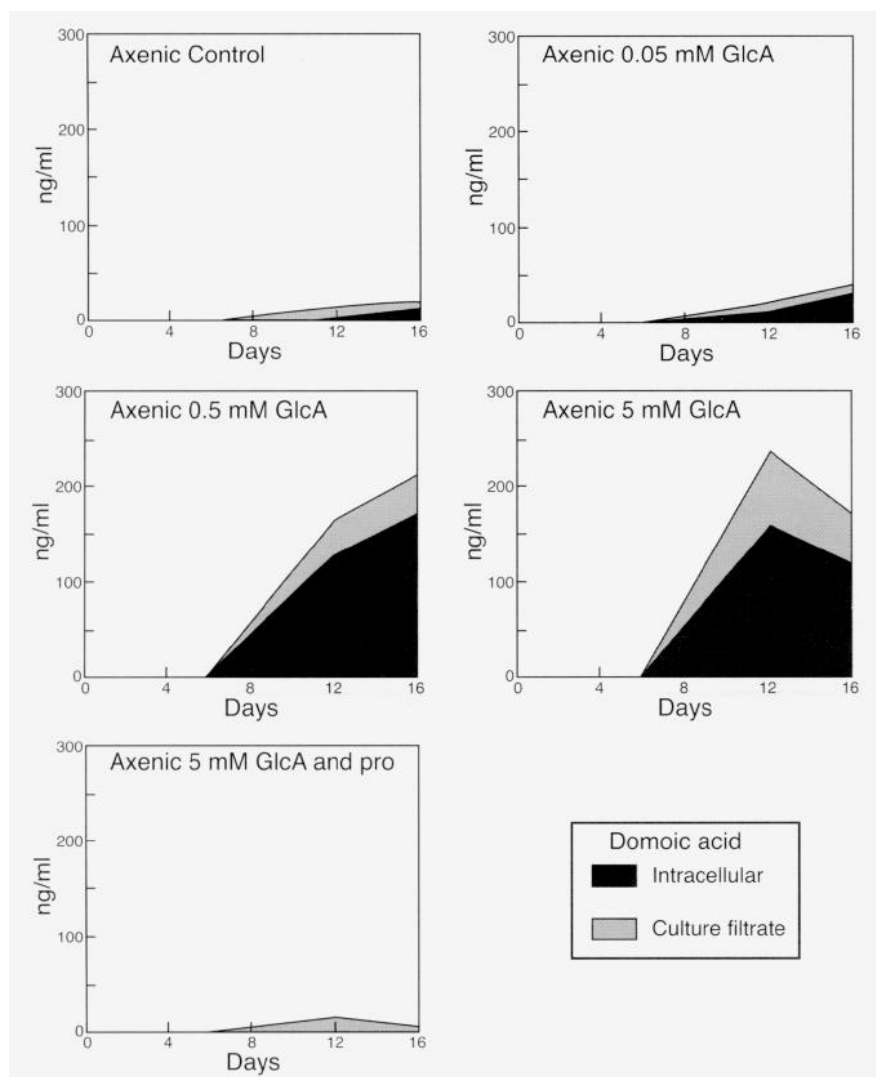 Axenic Control
300
200
100
0
ng/ml
0 4 8 12 16
Days
Axenic 0.05 mM GlcA
300
200
100
0
ng/ml
0 4 8 12 16
Days
Axenic 0.5 mM GlcA
300
200
100
0
ng/ml
0 4 8 12 16
Days
Axenic 5 mM GlcA
300
200
100
0
ng/ml
0 4 8 12 16
Days
Axenic 5 mM GlcA and pro
300
200
100
0
ng/ml
0 4 8 12 16
Days
Domoic acid
Intracellular
Culture filtrate